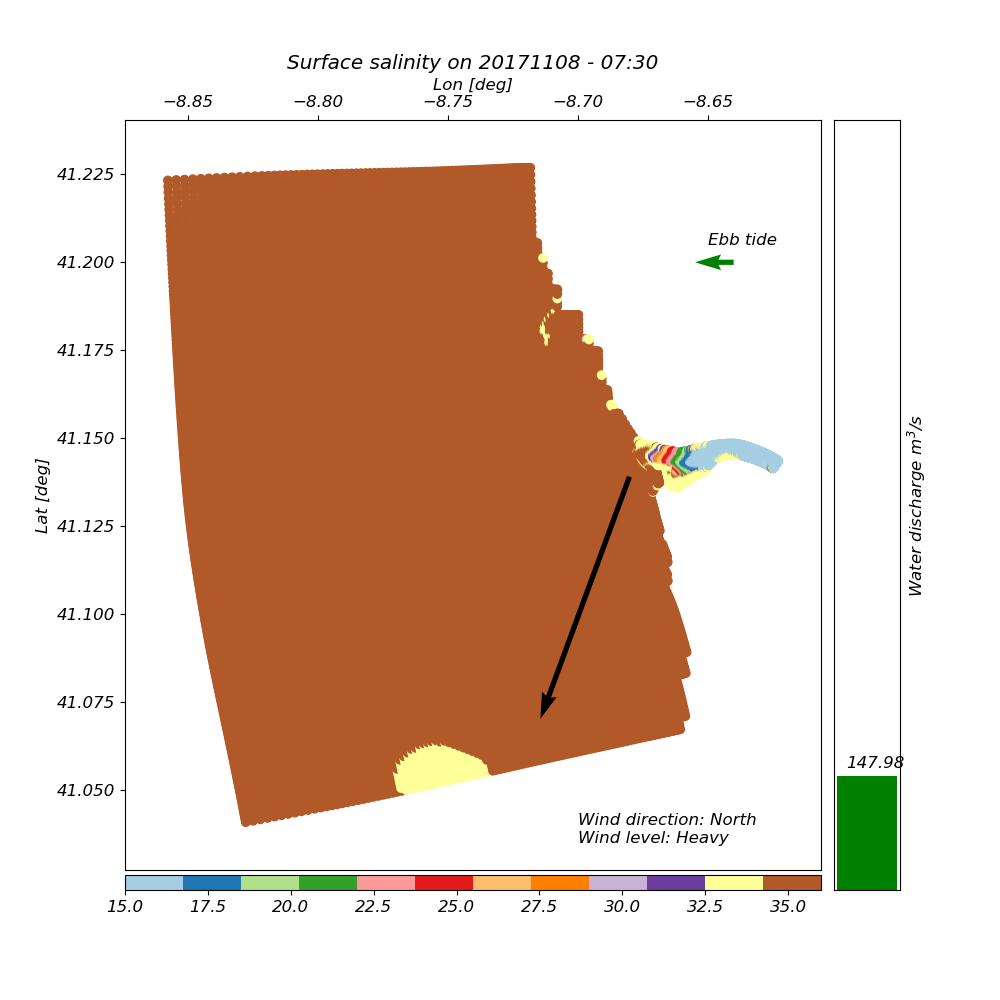 Surface salinity on 20171108 - 07:30
Lon [deg]
−8.85 −8.80 −8.75 −8.70 −8.65
41.225
41.200
41.175
41.150
41.125
41.100
41.075
41.050
Lat [deg]
Ebb tide
Wind direction: North
Wind level: Heavy
147.98
Water discharge m³/s
15.0 17.5 20.0 22.5 25.0 27.5 30.0 32.5 35.0